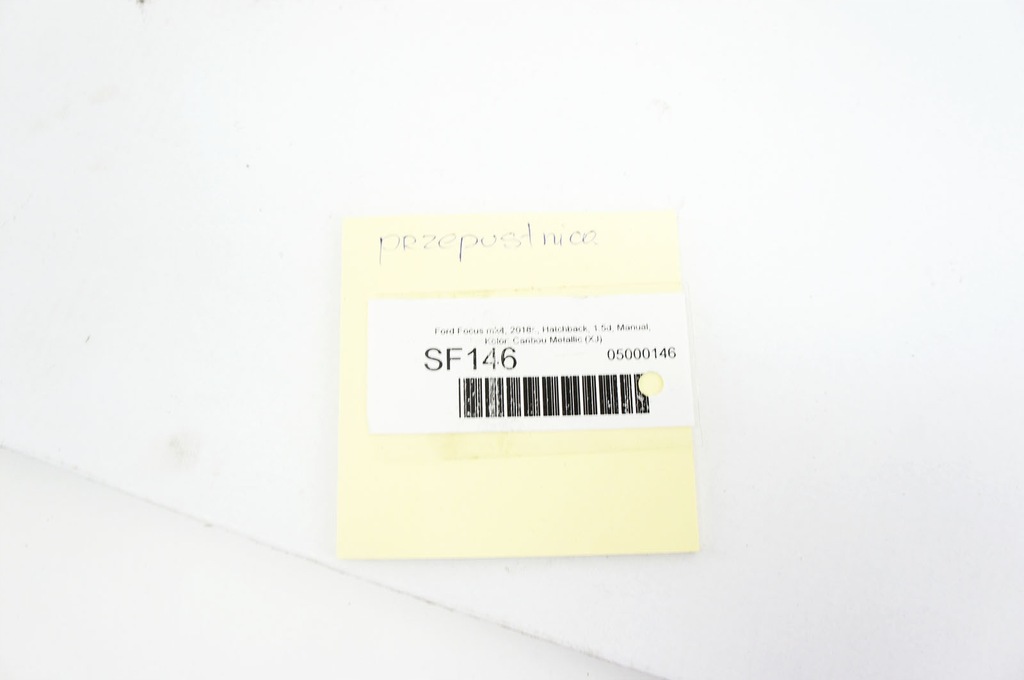 przepustnica
Ford Focus mk4, 2018r., Hatchback, 1.5d, Manual,
Kolor: Caribou Metallic (XJ)
SF146 05000146